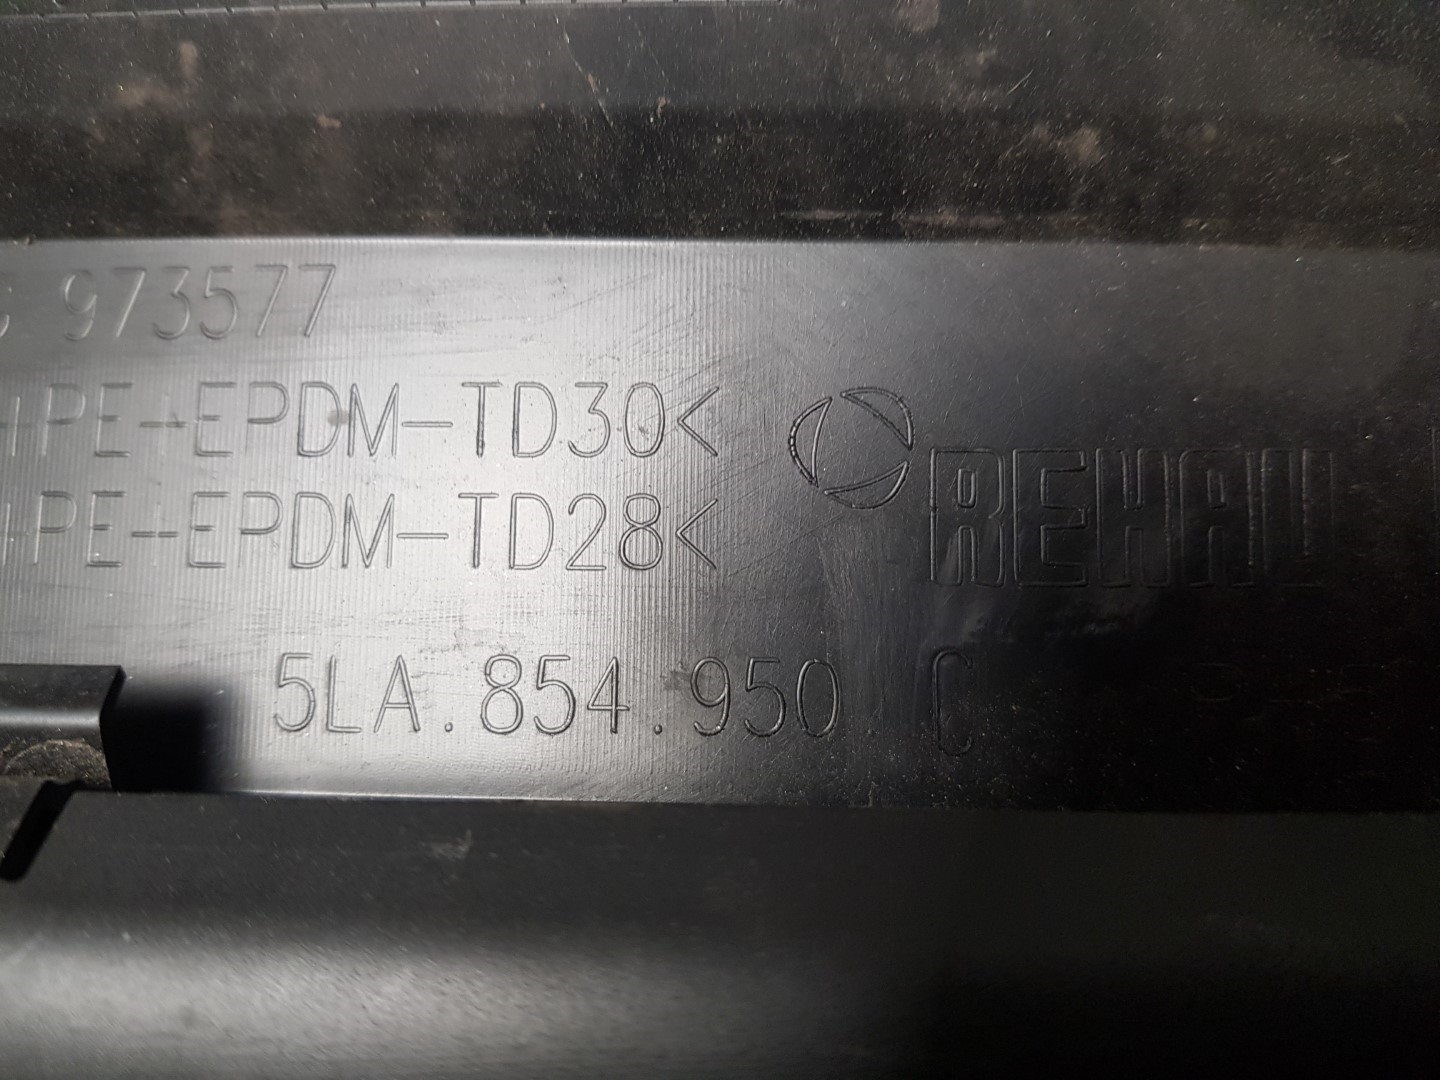 973577
+PE+EPDM-TD30<
REHAU
+PE+EPDM-TD28<
5LA.854.950 C